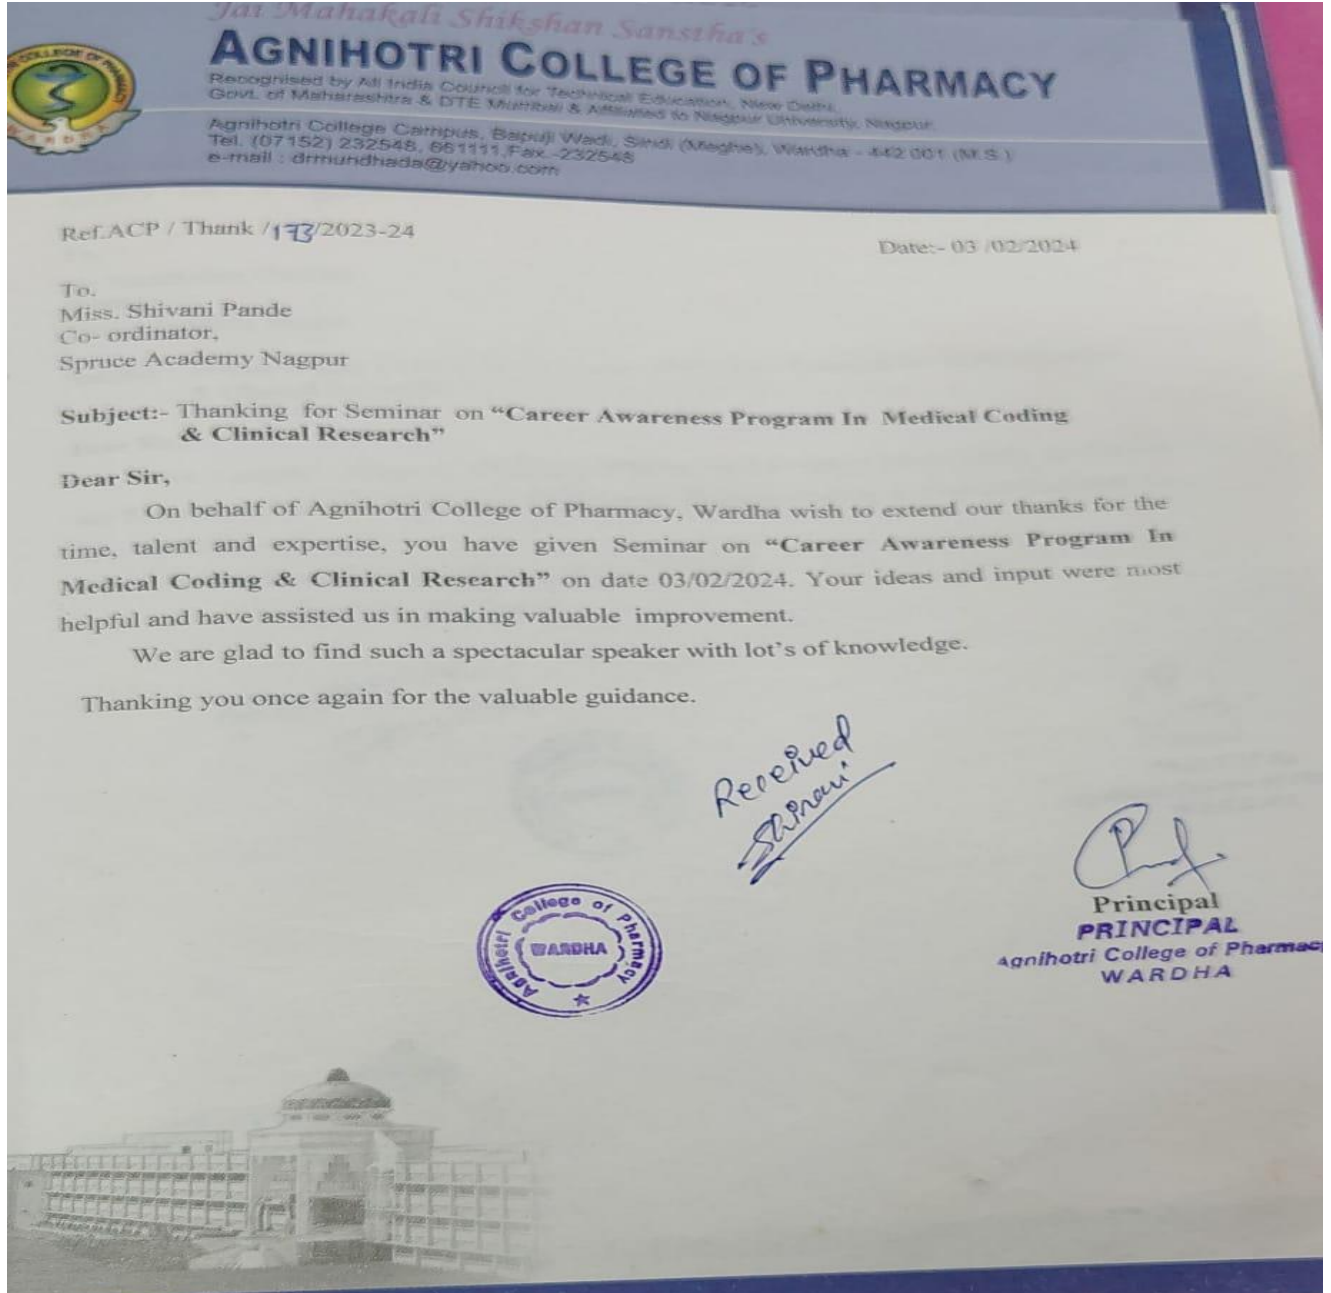 Jai Mahakali Shikshan Sanstha's
AGNIHOTRI COLLEGE OF PHARMACY
Recognised by All India Council for Technical Education, New Delhi,
Govt. of Maharashtra & DTE Mumbai & Affiliated to Nagpur University, Nagpur
Agnihotri College Campus, Bapuji Wadi, Sindi (Meghe), Wardha - 442 001 (M.S.)
Tel. (07152) 232548, 661111, Fax.-232548
e-mail : drmundhada@yahoo.com
COLLEGE OF PHARMACY
WARDHA
Ref.ACP / Thank /173/2023-24
Date:- 03 /02/2024
To,
Miss. Shivani Pande
Co- ordinator,
Spruce Academy Nagpur
Subject:- Thanking for Seminar on “Career Awareness Program In Medical Coding
& Clinical Research”
Dear Sir,
On behalf of Agnihotri College of Pharmacy, Wardha wish to extend our thanks for the
time, talent and expertise, you have given Seminar on “Career Awareness Program In
Medical Coding & Clinical Research” on date 03/02/2024. Your ideas and input were most
helpful and have assisted us in making valuable improvement.
We are glad to find such a spectacular speaker with lot’s of knowledge.
Thanking you once again for the valuable guidance.
Received
Shivani
Agnihotri College of Pharmacy
WARDHA
Principal
PRINCIPAL
Agnihotri College of Pharmacy
WARDHA